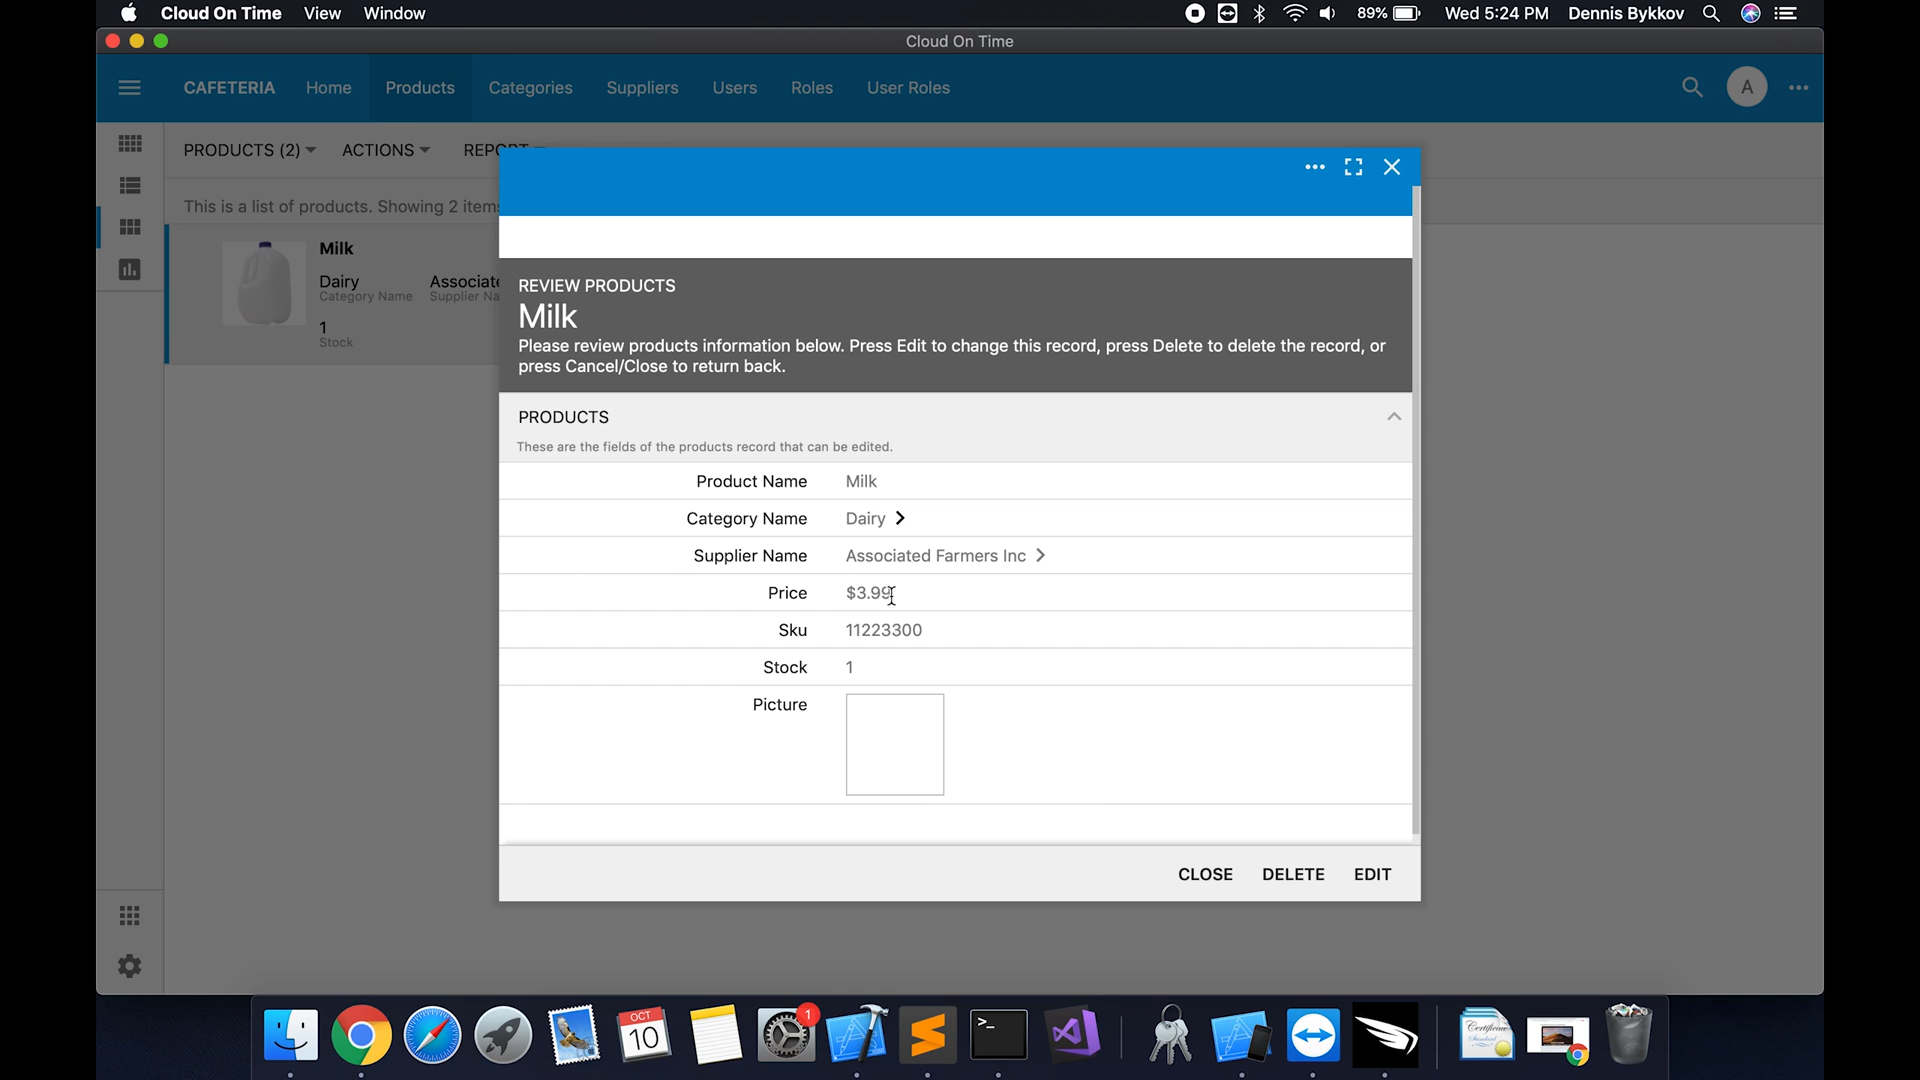 Cloud On Time View Window 89% Wed 5:24 PM Dennis Bykkov
Cloud On Time
CAFETERIA Home Products Categories Suppliers Users Roles User Roles A
PRODUCTS (2) ACTIONS
This is a list of products. Showing 2
Milk
Dairy
Category Name
Supplier
1
Stock
REVIEW PRODUCTS
Milk
Please review products information below. Press Edit to change this record, press Delete to delete the record, or
press Cancel/Close to return back.
PRODUCTS
These are the fields of the products record that can be edited.
Product Name Milk
Category Name Dairy
Supplier Name Associated Farmers Inc
Price $3.99
Sku 11223300
Stock 1
Picture
CLOSE DELETE EDIT
OCT
10
1
>_
Certificate
Standard